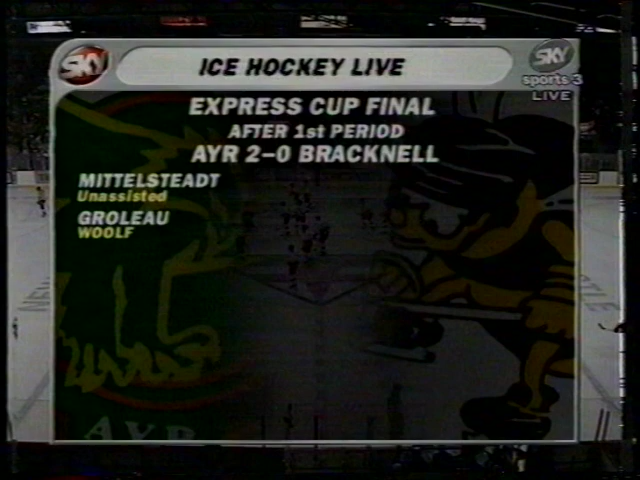 SKY
ICE HOCKEY LIVE
SKY
sports 3
LIVE
EXPRESS CUP FINAL
AFTER 1st PERIOD
AYR 2–0 BRACKNELL
MITTELSTEADT
Unassisted
GROLEAU
WOOLF
AYR